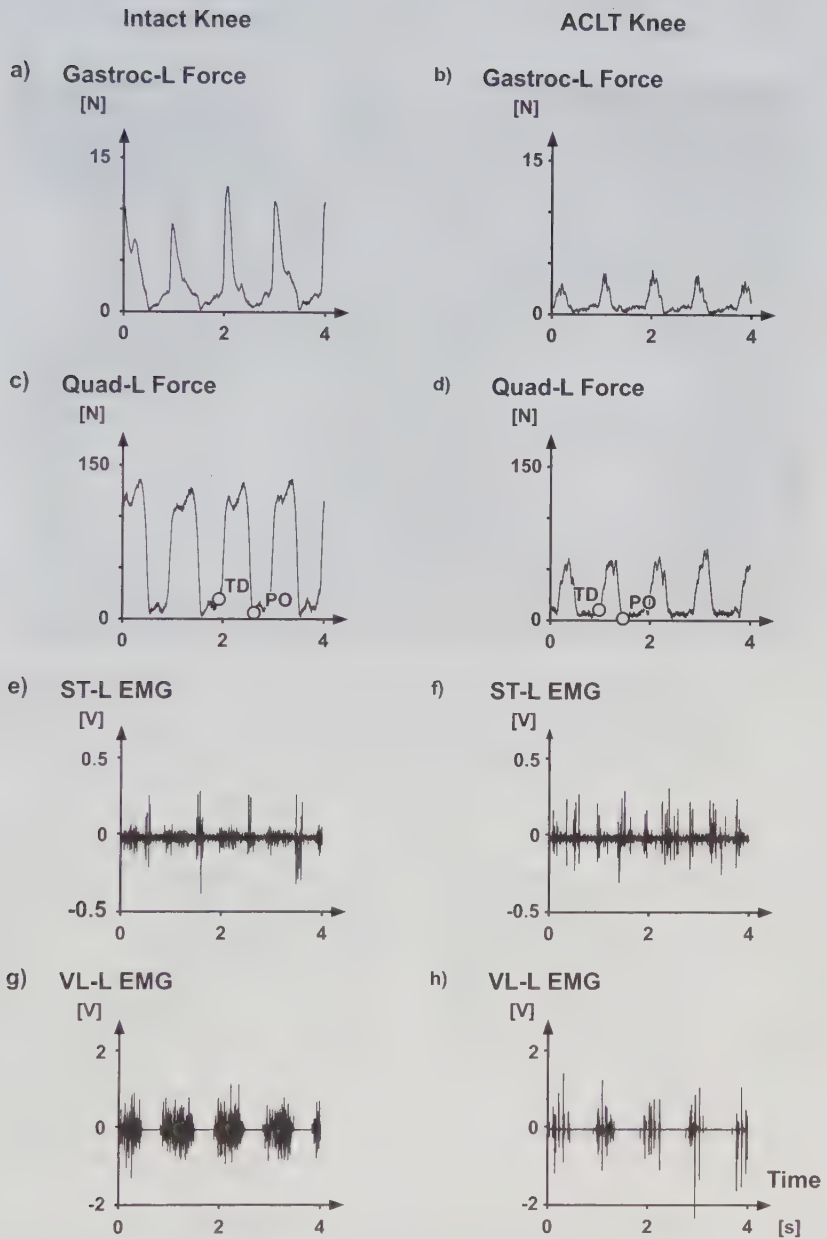 Intact Knee ACLT Knee
a) Gastroc-L Force
[N]
15
0
0 2 4
b) Gastroc-L Force
[N]
15
0
0 2 4
c) Quad-L Force
[N]
150
TD
PO
0
0 2 4
d) Quad-L Force
[N]
150
TD
PO
0
0 2 4
e) ST-L EMG
[V]
0.5
0
-0.5
0 2 4
f) ST-L EMG
[V]
0.5
0
-0.5
0 2 4
g) VL-L EMG
[V]
2
0
-2
0 2 4
h) VL-L EMG
[V]
2
0
-2
Time
0 2 4 [s]